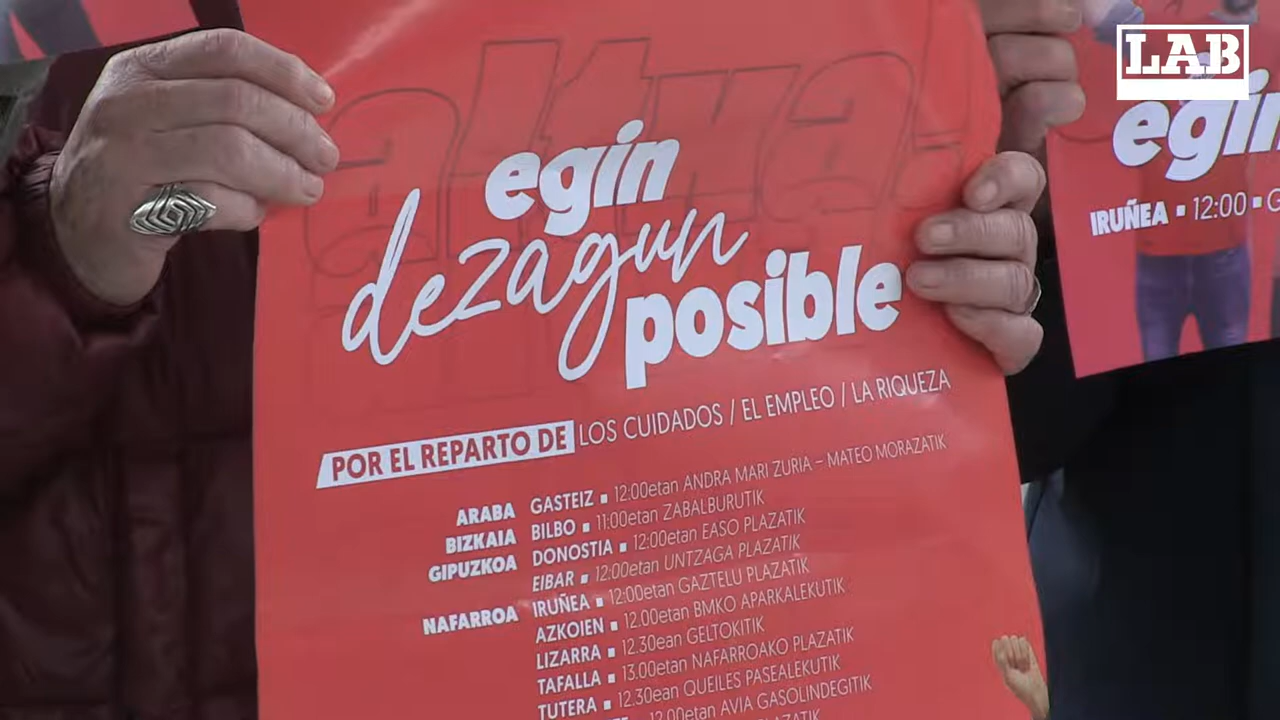 LAB
altxa!
egin
dezagun
posible
POR EL REPARTO DE LOS CUIDADOS / EL EMPLEO / LA RIQUEZA
ARABA GASTEIZ ▪ 12:00etan ANDRA MARI ZURIA – MATEO MORAZATIK
BIZKAIA BILBO ▪ 11:00etan ZABALBURUTIK
GIPUZKOA DONOSTIA ▪ 12:00etan EASO PLAZATIK
EIBAR ▪ 12:00etan UNTZAGA PLAZATIK
NAFARROA IRUÑEA ▪ 12:00etan GAZTELU PLAZATIK
AZKOIEN ▪ 12.00etan BMKO APARKALEKUTIK
LIZARRA ▪ 12.30ean GELTOKITIK
TAFALLA ▪ 13.00etan NAFARROAKO PLAZATIK
TUTERA ▪ 12.30ean QUEILES PASEALEKUTIK
12.00etan AVIA GASOLINDEGITIK
PLAZATIK
egin
IRUÑEA ▪ 12:00 ▪ G